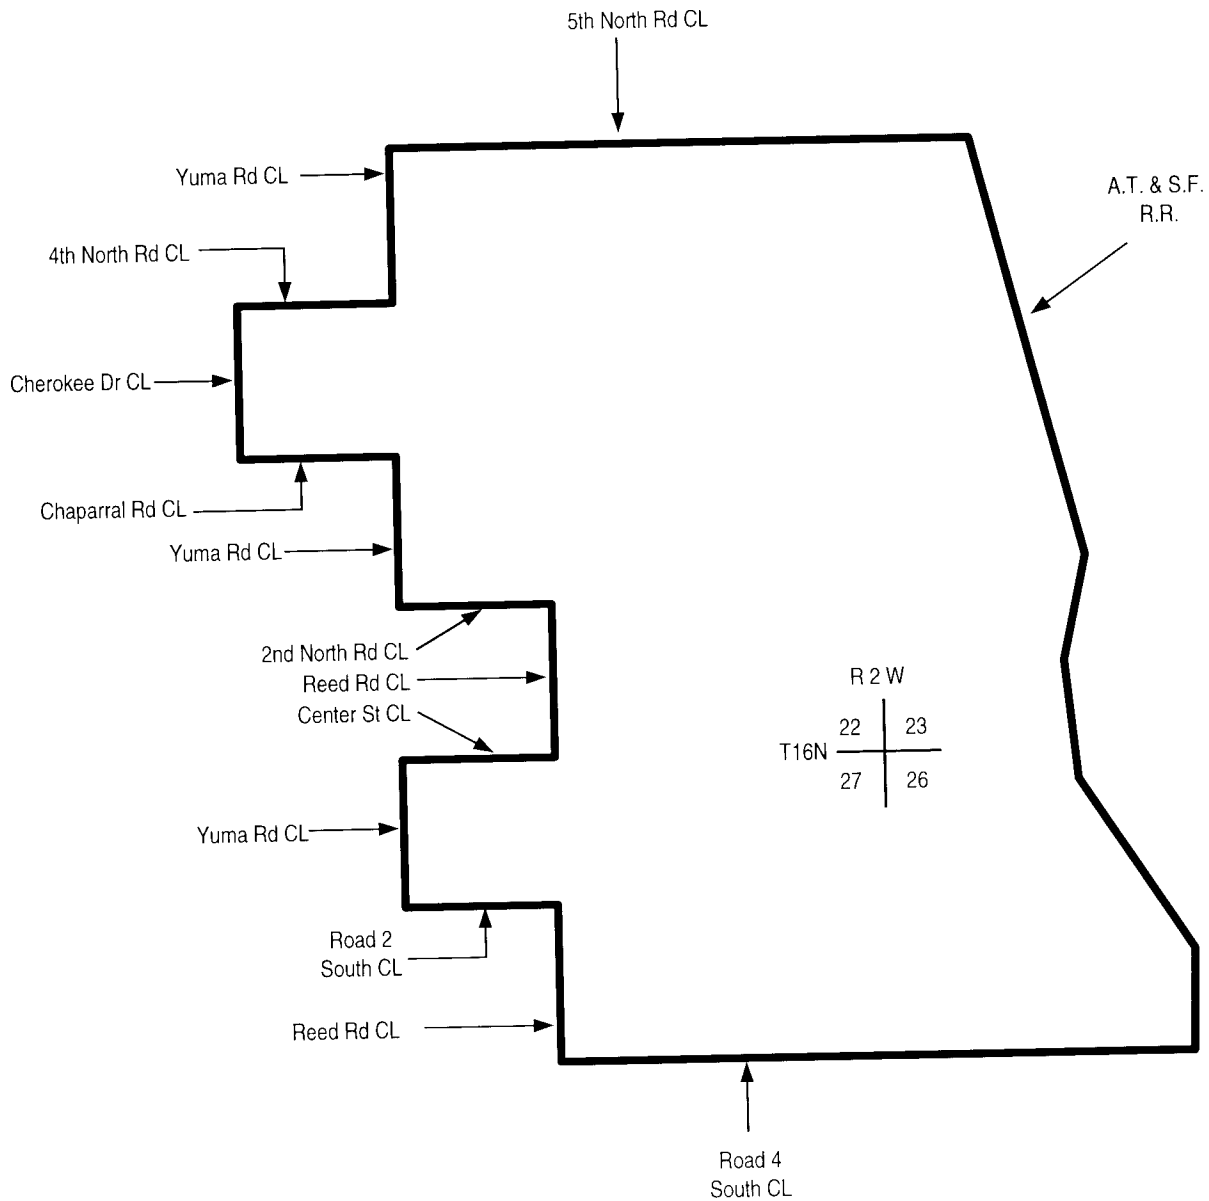 5th North Rd CL
Yuma Rd CL
A.T. & S.F.
R.R.
4th North Rd CL
Cherokee Dr CL
Chaparral Rd CL
Yuma Rd CL
2nd North Rd CL
Reed Rd CL
Center St CL
R 2 W
22 23
T16N
27 26
Yuma Rd CL
Road 2
South CL
Reed Rd CL
Road 4
South CL